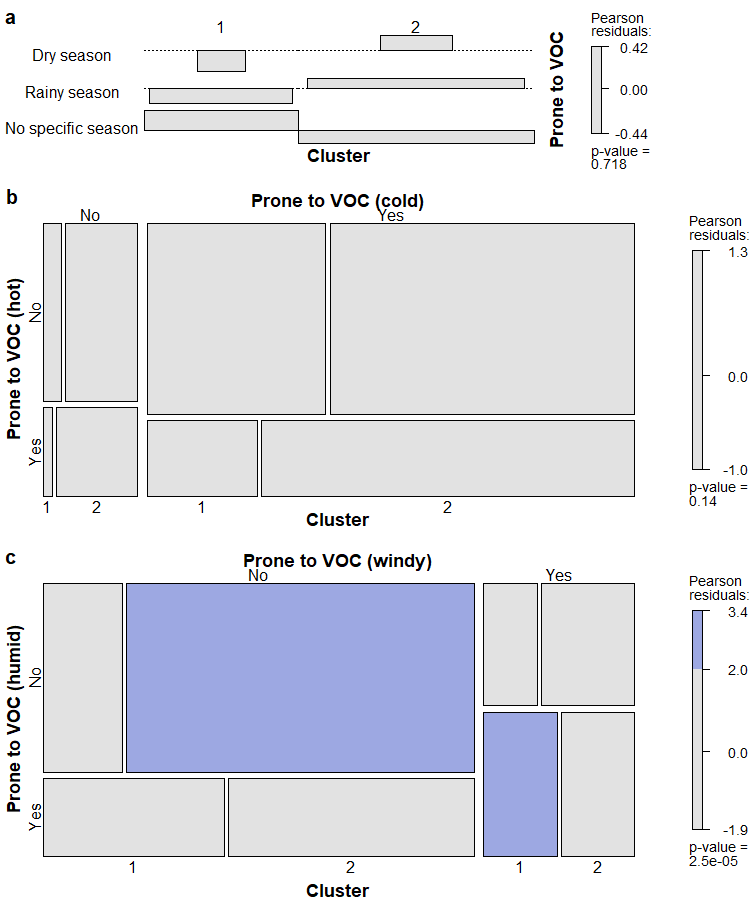 a
1
2
Dry season
Rainy season
No specific season
Cluster
Prone to VOC
Pearson
residuals:
0.42
0.00
-0.44
p-value =
0.718
b
Prone to VOC (cold)
No
Yes
Prone to VOC (hot)
No
Yes
1
2
1
2
Cluster
Pearson
residuals:
1.3
0.0
-1.0
p-value =
0.14
c
Prone to VOC (windy)
No
Yes
Prone to VOC (humid)
No
Yes
1
2
1
2
Cluster
Pearson
residuals:
3.4
2.0
0.0
-1.9
p-value =
2.5e-05